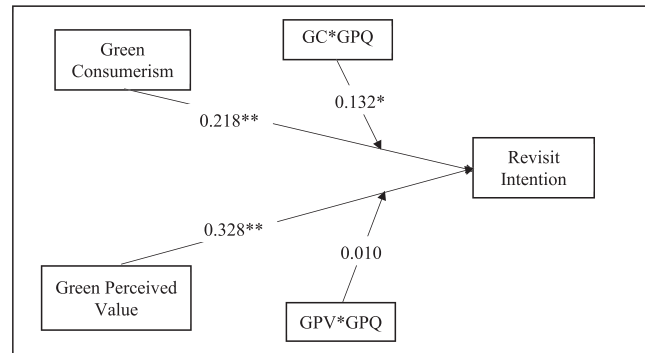 Green
Consumerism
GC*GPQ
0.132*
0.218**
Revisit
Intention
0.328**
0.010
Green Perceived
Value
GPV*GPQ